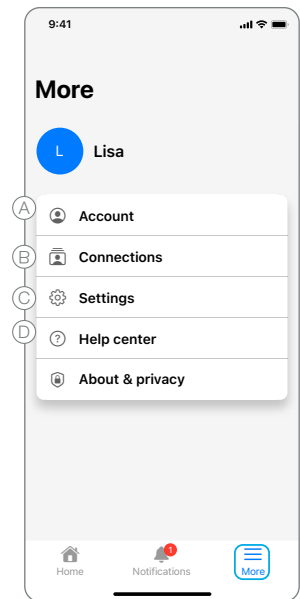 9:41
More
L Lisa
A Account
B Connections
C Settings
D Help center
About & privacy
1
Home Notifications More